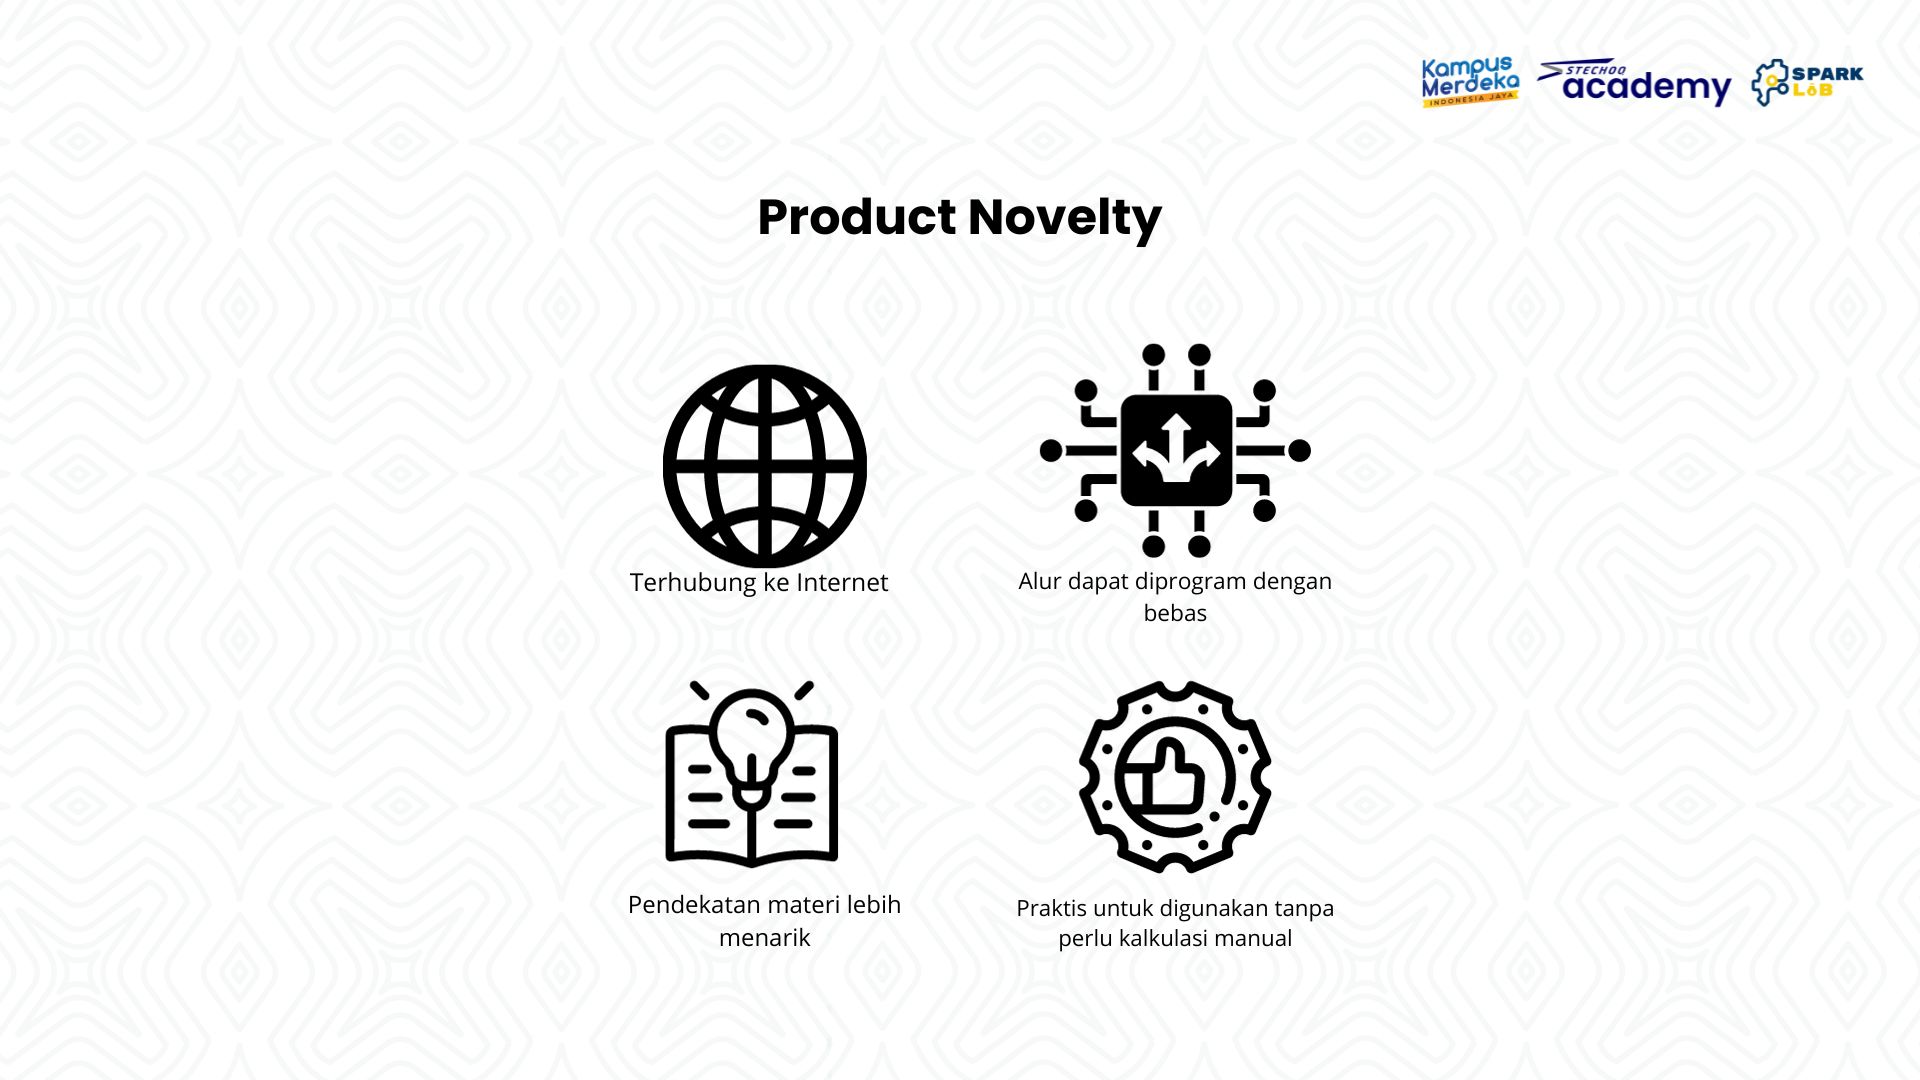 Kampus
Merdeka
INDONESIA JAYA
STECHOQ
academy
SPARK
LAB
Product Novelty
Terhubung ke Internet
Alur dapat diprogram dengan
bebas
Pendekatan materi lebih
menarik
Praktis untuk digunakan tanpa
perlu kalkulasi manual